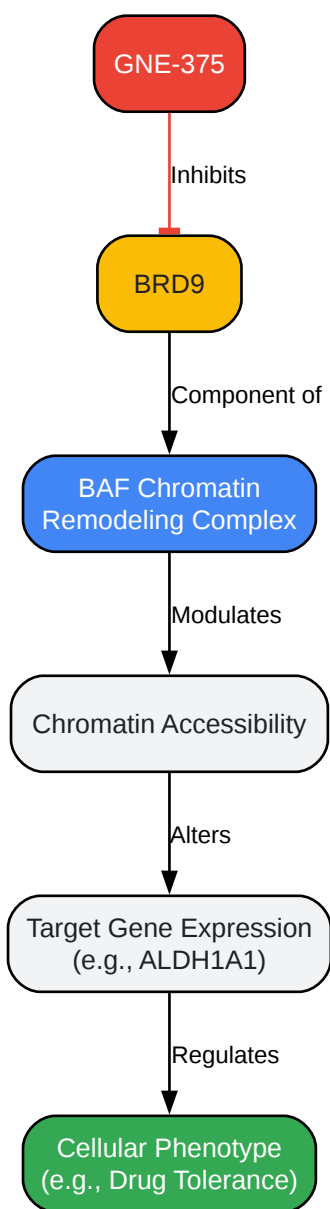 GNE-375
Inhibits
BRD9
Component of
BAF Chromatin
Remodeling Complex
Modulates
Chromatin Accessibility
Alters
Target Gene Expression
(e.g., ALDH1A1)
Regulates
Cellular Phenotype
(e.g., Drug Tolerance)